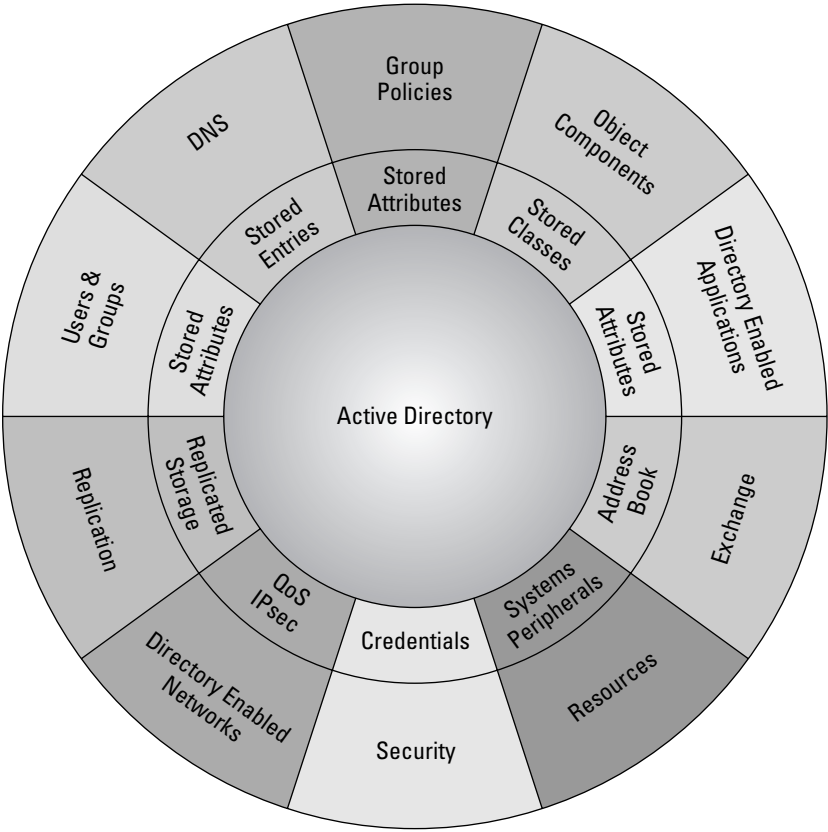 Group
Policies
Stored
Attributes
Object
Components
Stored
Classes
Directory Enabled
Applications
Stored
Attributes
Exchange
Address
Book
Resources
Systems
Peripherals
Security
Credentials
Directory Enabled
Networks
QoS
IPsec
Replication
Replicated
Storage
Users &
Groups
Stored
Attributes
DNS
Stored
Entries
Active Directory